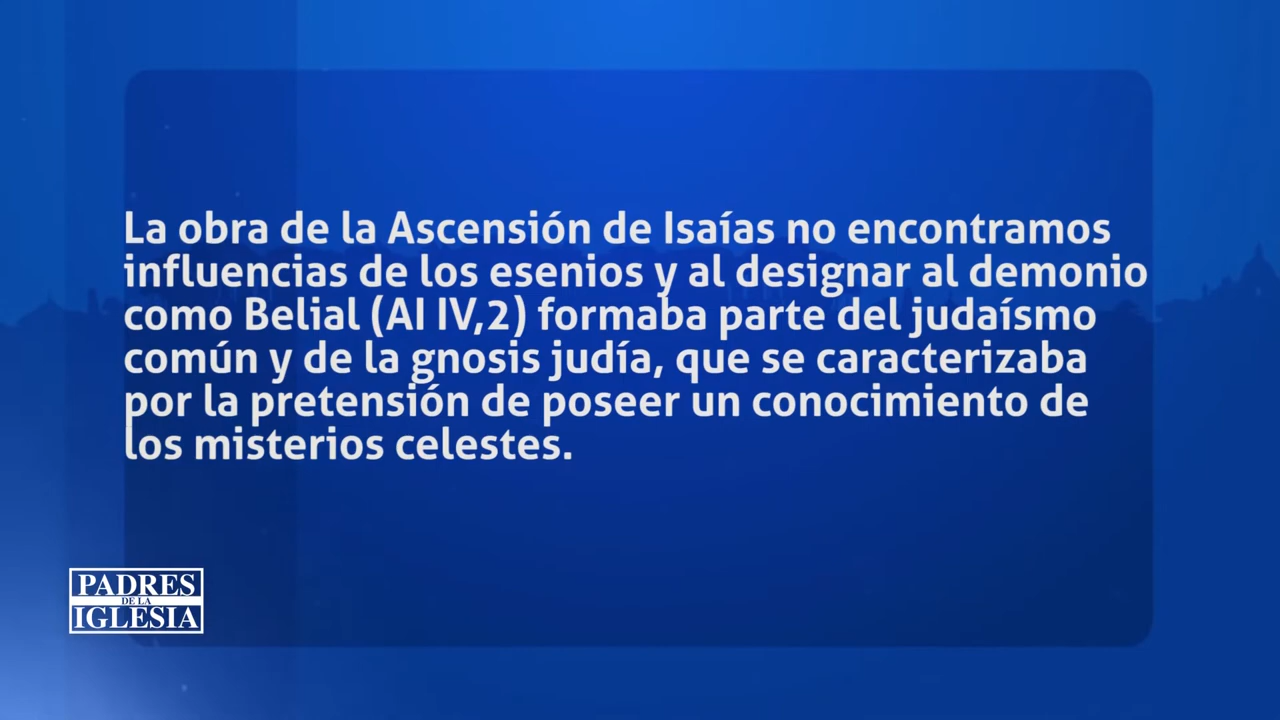 La obra de la Ascensión de Isaías no encontramos
influencias de los esenios y al designar al demonio
como Belial (AI IV,2) formaba parte del judaísmo
común y de la gnosis judía, que se caracterizaba
por la pretensión de poseer un conocimiento de
los misterios celestes.
PADRES
DE LA
IGLESIA